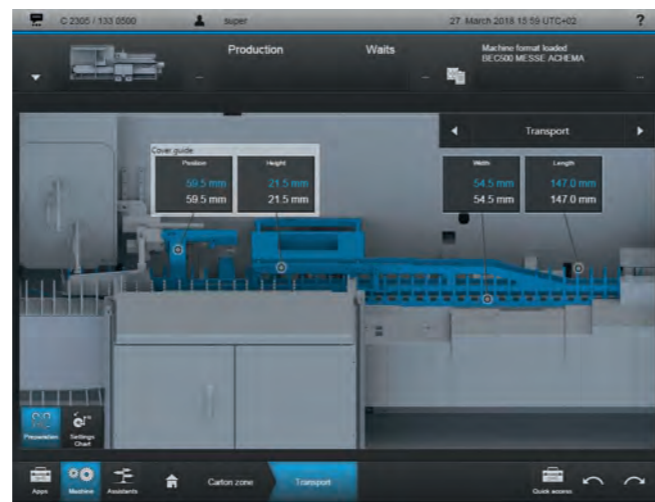 C 2305 / 133 0500
super
27. March 2018 15:59 UTC+02
?
Production
Waits
Machine format loaded
BEC500 MESSE ACHEMA
Transport
Cover guide
Position
Height
Width
Length
59.5 mm
21.5 mm
54.5 mm
147.0 mm
59.5 mm
21.5 mm
54.5 mm
147.0 mm
Preparation
Settings
Chart
Apps
Machine
Assistants
Carton zone
Transport
Quick access